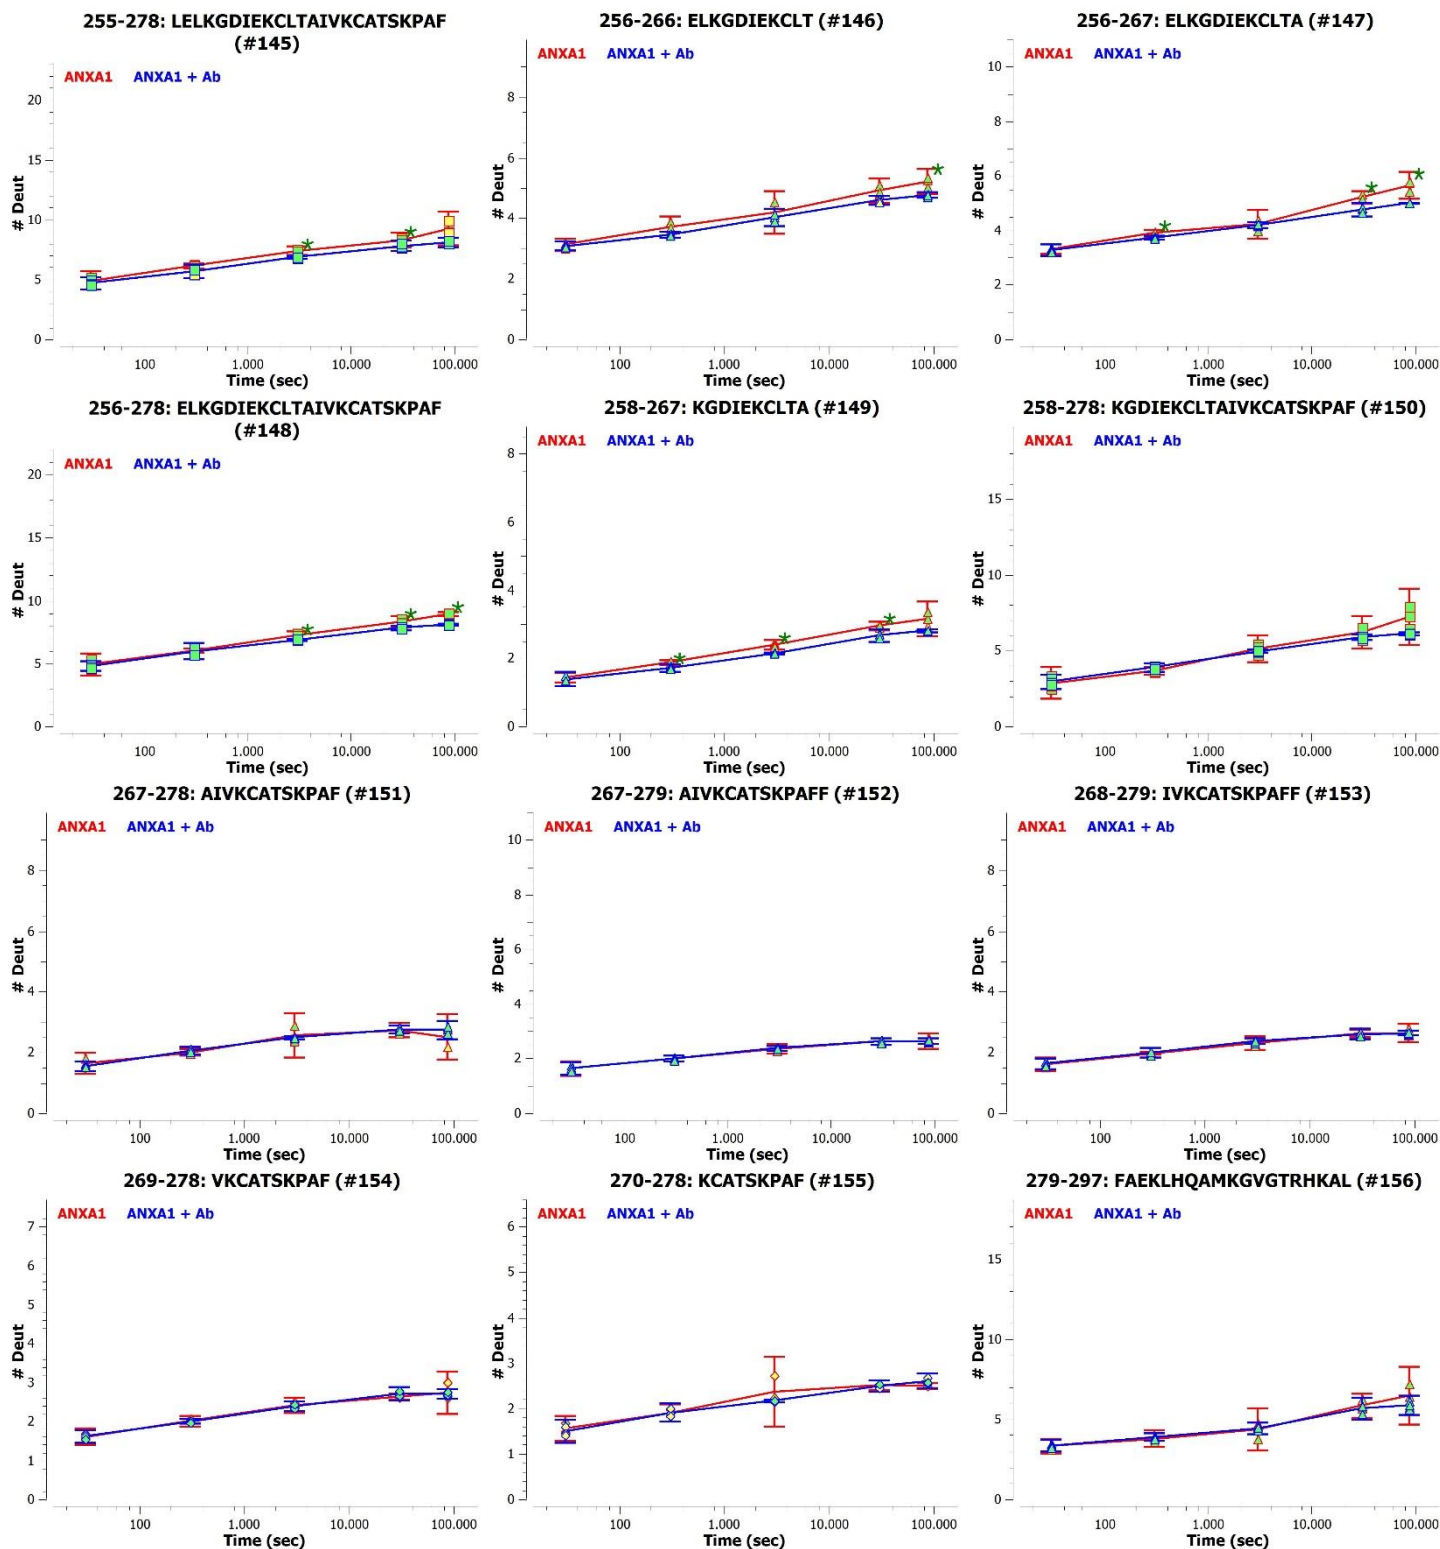 255-278: LELKGDIEKCLTAIVKCATSKPAF
(#145)
ANXA1 ANXA1 + Ab
# Deut
20
15
10
5
0
100 1.000 10.000 100.000
Time (sec)
256-266: ELKGDIEKCLT (#146)
ANXA1 ANXA1 + Ab
# Deut
8
6
4
2
0
100 1.000 10.000 100.000
Time (sec)
256-267: ELKGDIEKCLTA (#147)
ANXA1 ANXA1 + Ab
# Deut
10
8
6
4
2
0
100 1.000 10.000 100.000
Time (sec)
256-278: ELKGDIEKCLTAIVKCATSKPAF
(#148)
ANXA1 ANXA1 + Ab
# Deut
20
15
10
5
0
100 1.000 10.000 100.000
Time (sec)
258-267: KGDIEKCLTA (#149)
ANXA1 ANXA1 + Ab
# Deut
8
6
4
2
0
100 1.000 10.000 100.000
Time (sec)
258-278: KGDIEKCLTAIVKCATSKPAF (#150)
ANXA1 ANXA1 + Ab
# Deut
15
10
5
0
100 1.000 10.000 100.000
Time (sec)
267-278: AIVKCATSKPAF (#151)
ANXA1 ANXA1 + Ab
# Deut
8
6
4
2
0
100 1.000 10.000 100.000
Time (sec)
267-279: AIVKCATSKPAFF (#152)
ANXA1 ANXA1 + Ab
# Deut
10
8
6
4
2
0
100 1.000 10.000 100.000
Time (sec)
268-279: IVKCATSKPAFF (#153)
ANXA1 ANXA1 + Ab
# Deut
8
6
4
2
0
100 1.000 10.000 100.000
Time (sec)
269-278: VKCATSKPAF (#154)
ANXA1 ANXA1 + Ab
# Deut
7
6
5
4
3
2
1
0
100 1.000 10.000 100.000
Time (sec)
270-278: KCATSKPAF (#155)
ANXA1 ANXA1 + Ab
# Deut
6
5
4
3
2
1
0
100 1.000 10.000 100.000
Time (sec)
279-297: FAEKLHQAMKGVGTRHKAL (#156)
ANXA1 ANXA1 + Ab
# Deut
15
10
5
0
100 1.000 10.000 100.000
Time (sec)